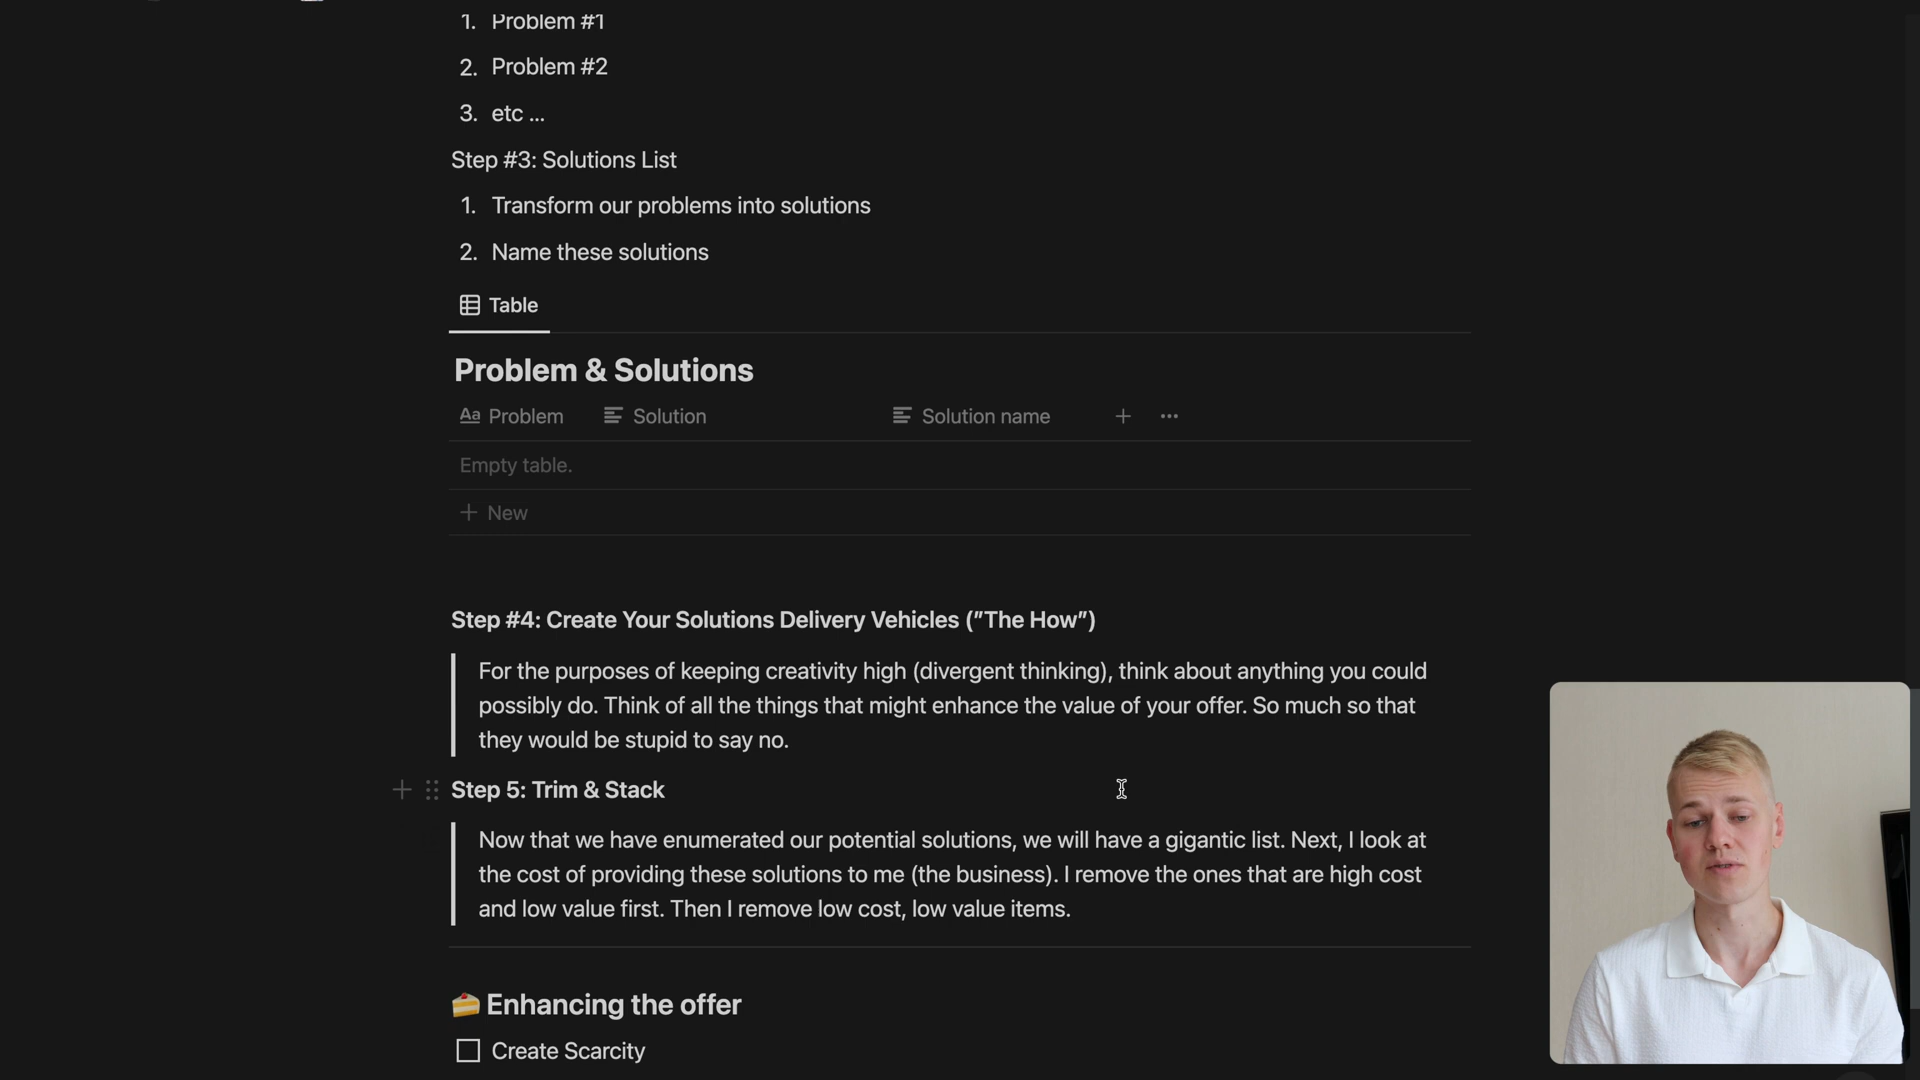 1. Problem #1
2. Problem #2
3. etc ...
Step #3: Solutions List
1. Transform our problems into solutions
2. Name these solutions
Table
Problem & Solutions
Aa Problem Solution Solution name
Empty table.
+ New
Step #4: Create Your Solutions Delivery Vehicles ("The How")
For the purposes of keeping creativity high (divergent thinking), think about anything you could
possibly do. Think of all the things that might enhance the value of your offer. So much so that
they would be stupid to say no.
Step 5: Trim & Stack
Now that we have enumerated our potential solutions, we will have a gigantic list. Next, I look at
the cost of providing these solutions to me (the business). I remove the ones that are high cost
and low value first. Then I remove low cost, low value items.
🍰 Enhancing the offer
Create Scarcity